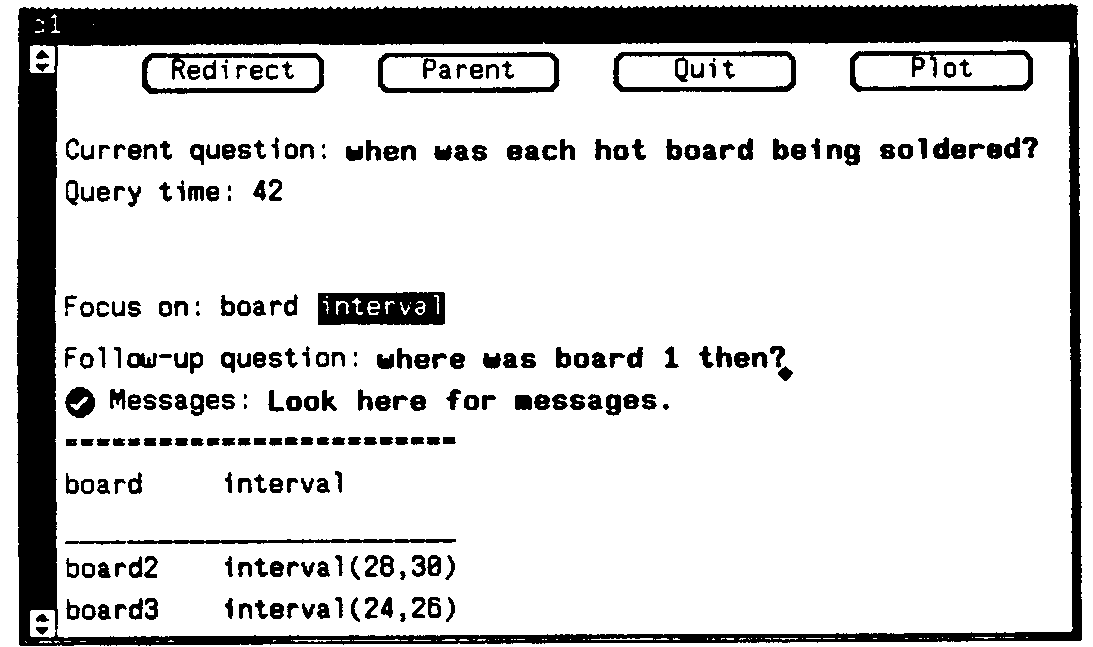 Redirect Parent Quit Plot
Current question: when was each hot board being soldered?
Query time: 42
Focus on: board interval
Follow-up question: where was board 1 then?
Messages: Look here for messages.
board interval
board2 interval(28,30)
board3 interval(24,26)